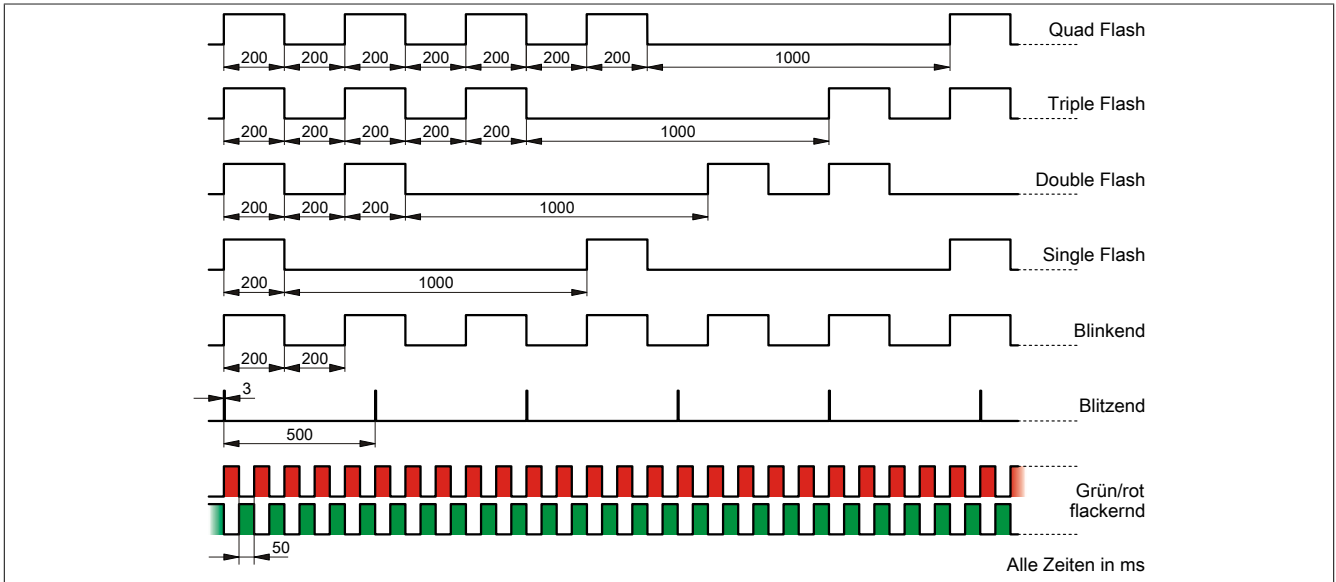 Quad Flash
200 200 200 200 200 200 200 1000
Triple Flash
200 200 200 200 200 1000
Double Flash
200 200 200 1000
Single Flash
200 1000
Blinkend
200 200
3
Blitzend
500
Grün/rot
flackernd
50
Alle Zeiten in ms